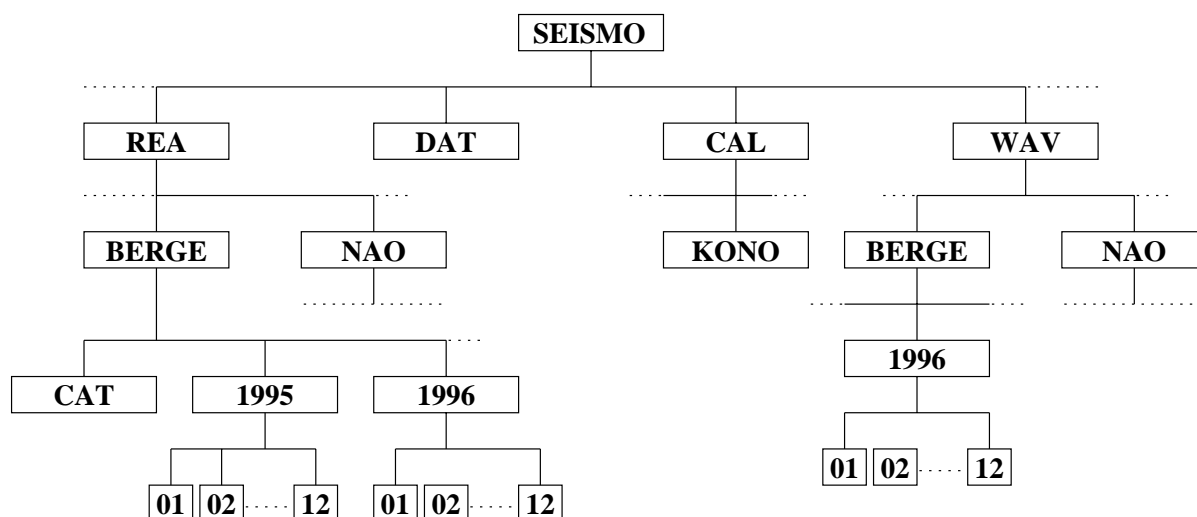 SEISMO
REA DAT CAL WAV
BERGE NAO KONO BERGE NAO
1996
CAT 1995 1996
01 02 12
01 02 12 01 02 12